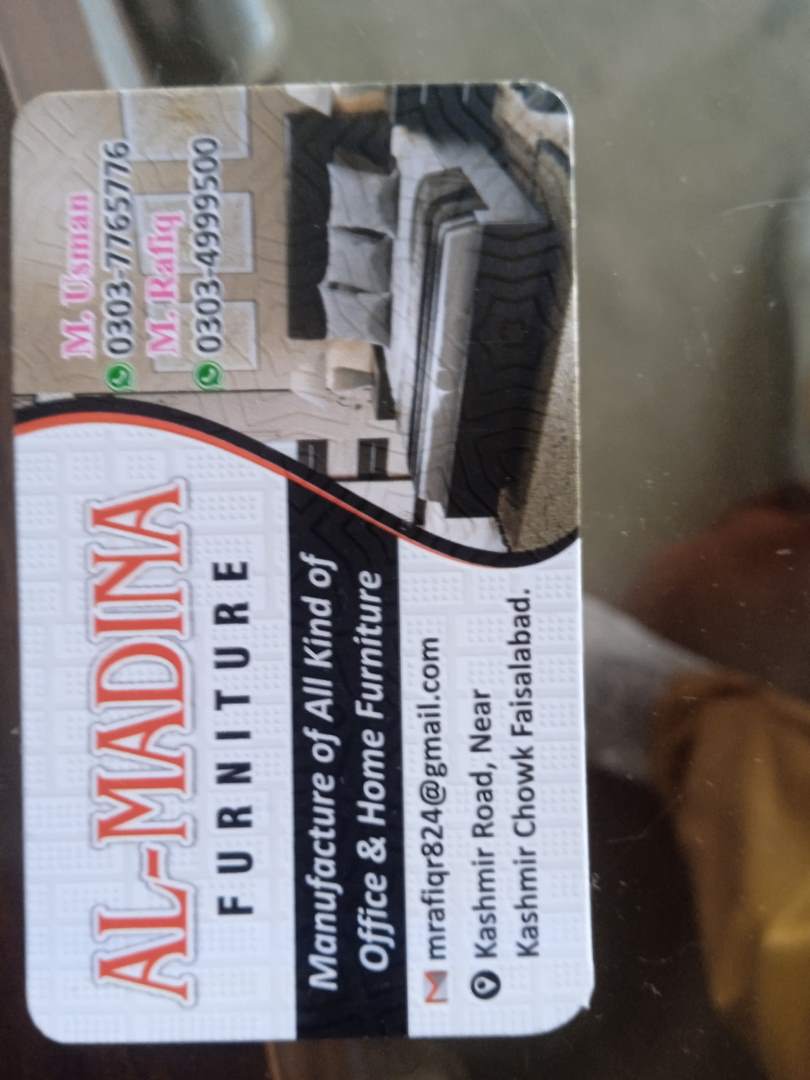 AL-MADINA
FURNITURE
M. Usman
0303-7765776
M. Rafiq
0303-4999500
Manufacture of All Kind of
Office & Home Furniture
mrafiqr824@gmail.com
Kashmir Road, Near
Kashmir Chowk Faisalabad.